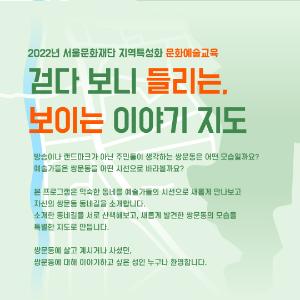 2022년 서울문화재단 지역특성화 문화예술교육
걷다 보니 들리는,
보이는 이야기 지도
방송이나 랜드마크가 아닌 주민들이 생각하는 쌍문동은 어떤 모습일까요?
예술가들은 쌍문동을 어떤 시선으로 바라볼까요?
본 프로그램은 익숙한 동네를 예술가들의 시선으로 새롭게 만나보고
자신의 쌍문동 동네길을 소개합니다.
소개한 동네길을 서로 산책해보고, 새롭게 발견한 쌍문동의 모습을
특별한 지도로 만듭니다.
쌍문동에 살고 계시거나 사셨던,
쌍문동에 대해 이야기하고 싶은 성인 누구나 환영합니다.